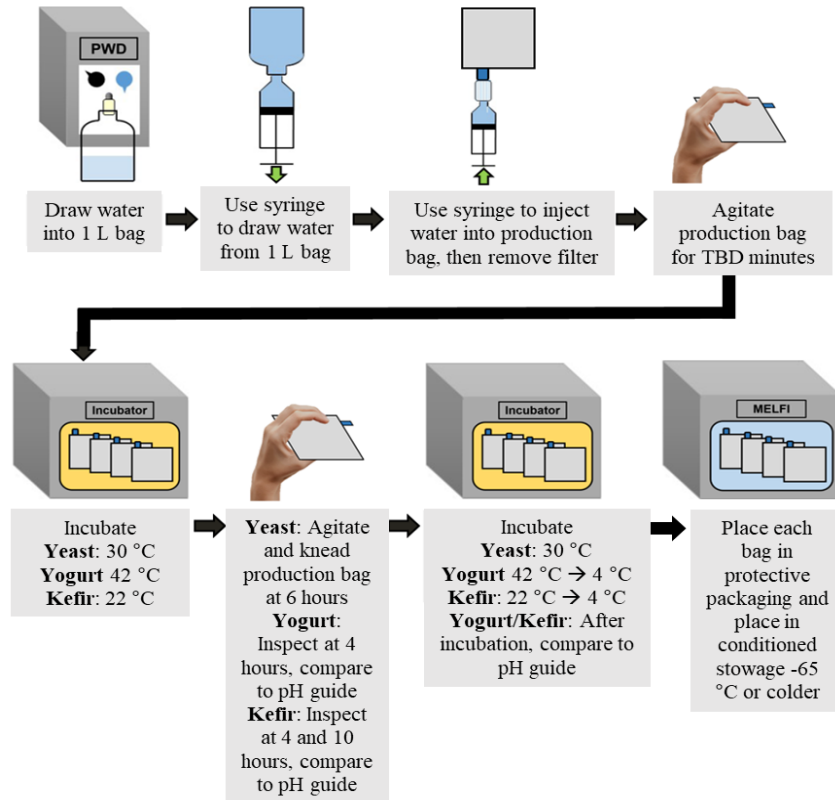 PWD
Draw water
into 1 L bag
Use syringe
to draw water
from 1 L bag
Use syringe to inject
water into production
bag, then remove filter
Agitate
production bag
for TBD minutes
Incubator
Incubate
Yeast: 30 °C
Yogurt 42 °C
Kefir: 22 °C
Yeast: Agitate
and knead
production bag
at 6 hours
Yogurt:
Inspect at 4
hours, compare
to pH guide
Kefir: Inspect
at 4 and 10
hours, compare
to pH guide
Incubator
Incubate
Yeast: 30 °C
Yogurt 42 °C → 4 °C
Kefir: 22 °C → 4 °C
Yogurt/Kefir: After
incubation, compare to
pH guide
MELFI
Place each
bag in
protective
packaging and
place in
conditioned
stowage -65
°C or colder